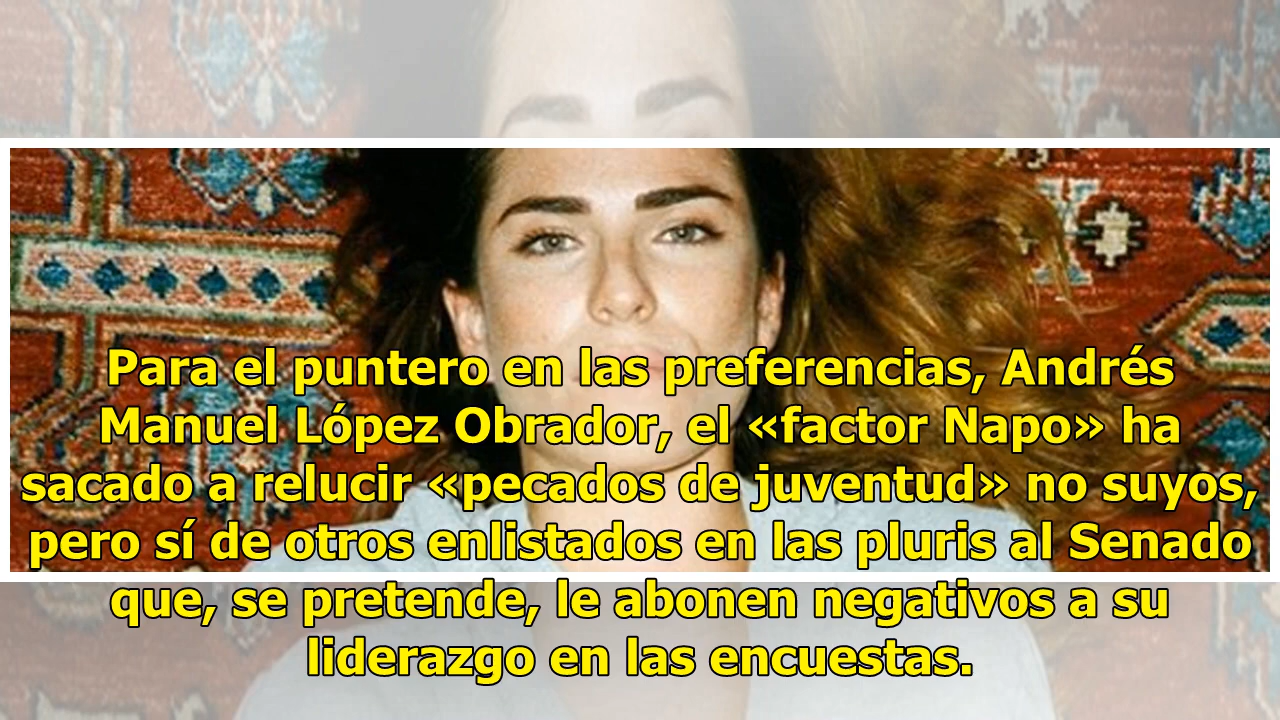 Para el puntero en las preferencias, Andrés
Manuel López Obrador, el «factor Napo» ha
sacado a relucir «pecados de juventud» no suyos,
pero sí de otros enlistados en las pluris al Senado
que, se pretende, le abonen negativos a su
liderazgo en las encuestas.